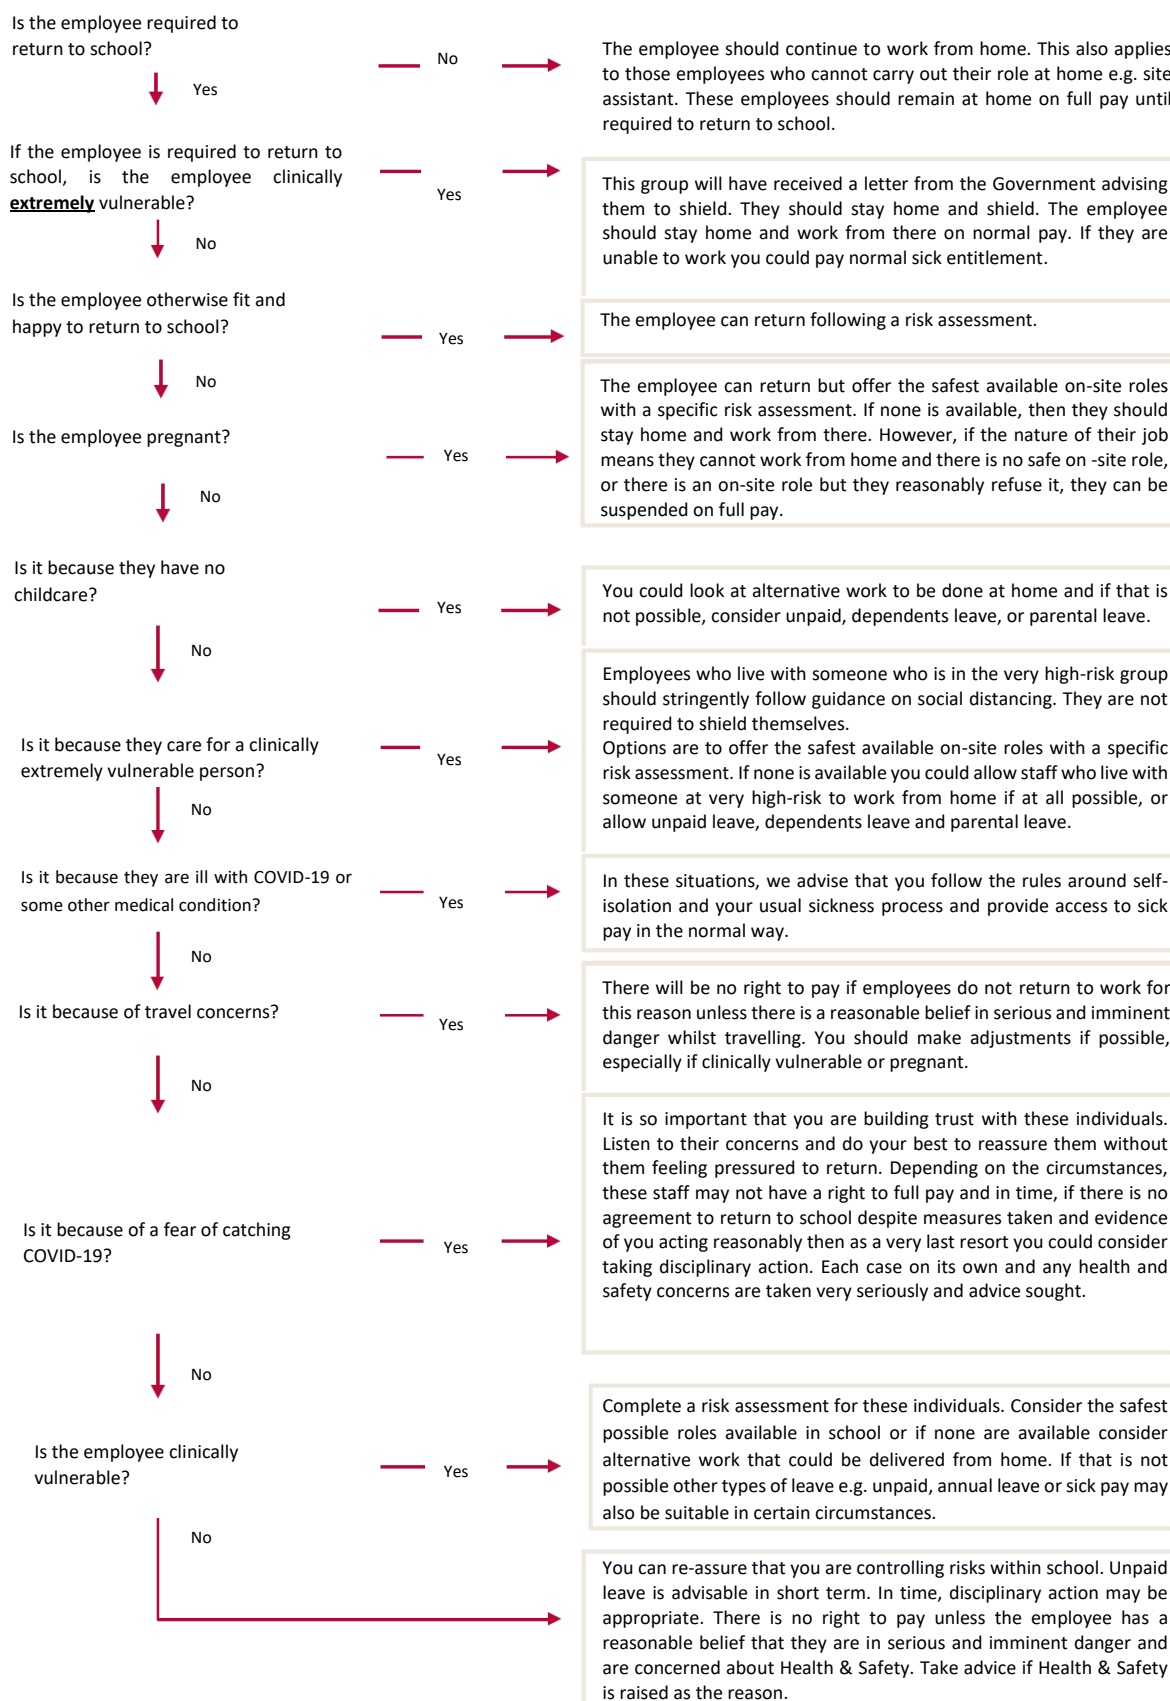 Is the employee required to
return to school?
No
The employee should continue to work from home. This also applies
to those employees who cannot carry out their role at home e.g. site
assistant. These employees should remain at home on full pay until
required to return to school.
Yes
If the employee is required to return to
school, is the employee clinically
extremely vulnerable?
Yes
This group will have received a letter from the Government advising
them to shield. They should stay home and shield. The employee
should stay home and work from there on normal pay. If they are
unable to work you could pay normal sick entitlement.
No
Is the employee otherwise fit and
happy to return to school?
Yes
The employee can return following a risk assessment.
No
Is the employee pregnant?
Yes
The employee can return but offer the safest available on-site roles
with a specific risk assessment. If none is available, then they should
stay home and work from there. However, if the nature of their job
means they cannot work from home and there is no safe on -site role,
or there is an on-site role but they reasonably refuse it, they can be
suspended on full pay.
No
Is it because they have no
childcare?
Yes
You could look at alternative work to be done at home and if that is
not possible, consider unpaid, dependents leave, or parental leave.
No
Is it because they care for a clinically
extremely vulnerable person?
Yes
Employees who live with someone who is in the very high-risk group
should stringently follow guidance on social distancing. They are not
required to shield themselves.
Options are to offer the safest available on-site roles with a specific
risk assessment. If none is available you could allow staff who live with
someone at very high-risk to work from home if at all possible, or
allow unpaid leave, dependents leave and parental leave.
No
Is it because they are ill with COVID-19 or
some other medical condition?
Yes
In these situations, we advise that you follow the rules around self-
isolation and your usual sickness process and provide access to sick
pay in the normal way.
No
Is it because of travel concerns?
Yes
There will be no right to pay if employees do not return to work for
this reason unless there is a reasonable belief in serious and imminent
danger whilst travelling. You should make adjustments if possible,
especially if clinically vulnerable or pregnant.
No
Is it because of a fear of catching
COVID-19?
Yes
It is so important that you are building trust with these individuals.
Listen to their concerns and do your best to reassure them without
them feeling pressured to return. Depending on the circumstances,
these staff may not have a right to full pay and in time, if there is no
agreement to return to school despite measures taken and evidence
of you acting reasonably then as a very last resort you could consider
taking disciplinary action. Each case on its own and any health and
safety concerns are taken very seriously and advice sought.
No
Is the employee clinically
vulnerable?
Yes
Complete a risk assessment for these individuals. Consider the safest
possible roles available in school or if none are available consider
alternative work that could be delivered from home. If that is not
possible other types of leave e.g. unpaid, annual leave or sick pay may
also be suitable in certain circumstances.
No
You can re-assure that you are controlling risks within school. Unpaid
leave is advisable in short term. In time, disciplinary action may be
appropriate. There is no right to pay unless the employee has a
reasonable belief that they are in serious and imminent danger and
are concerned about Health & Safety. Take advice if Health & Safety
is raised as the reason.